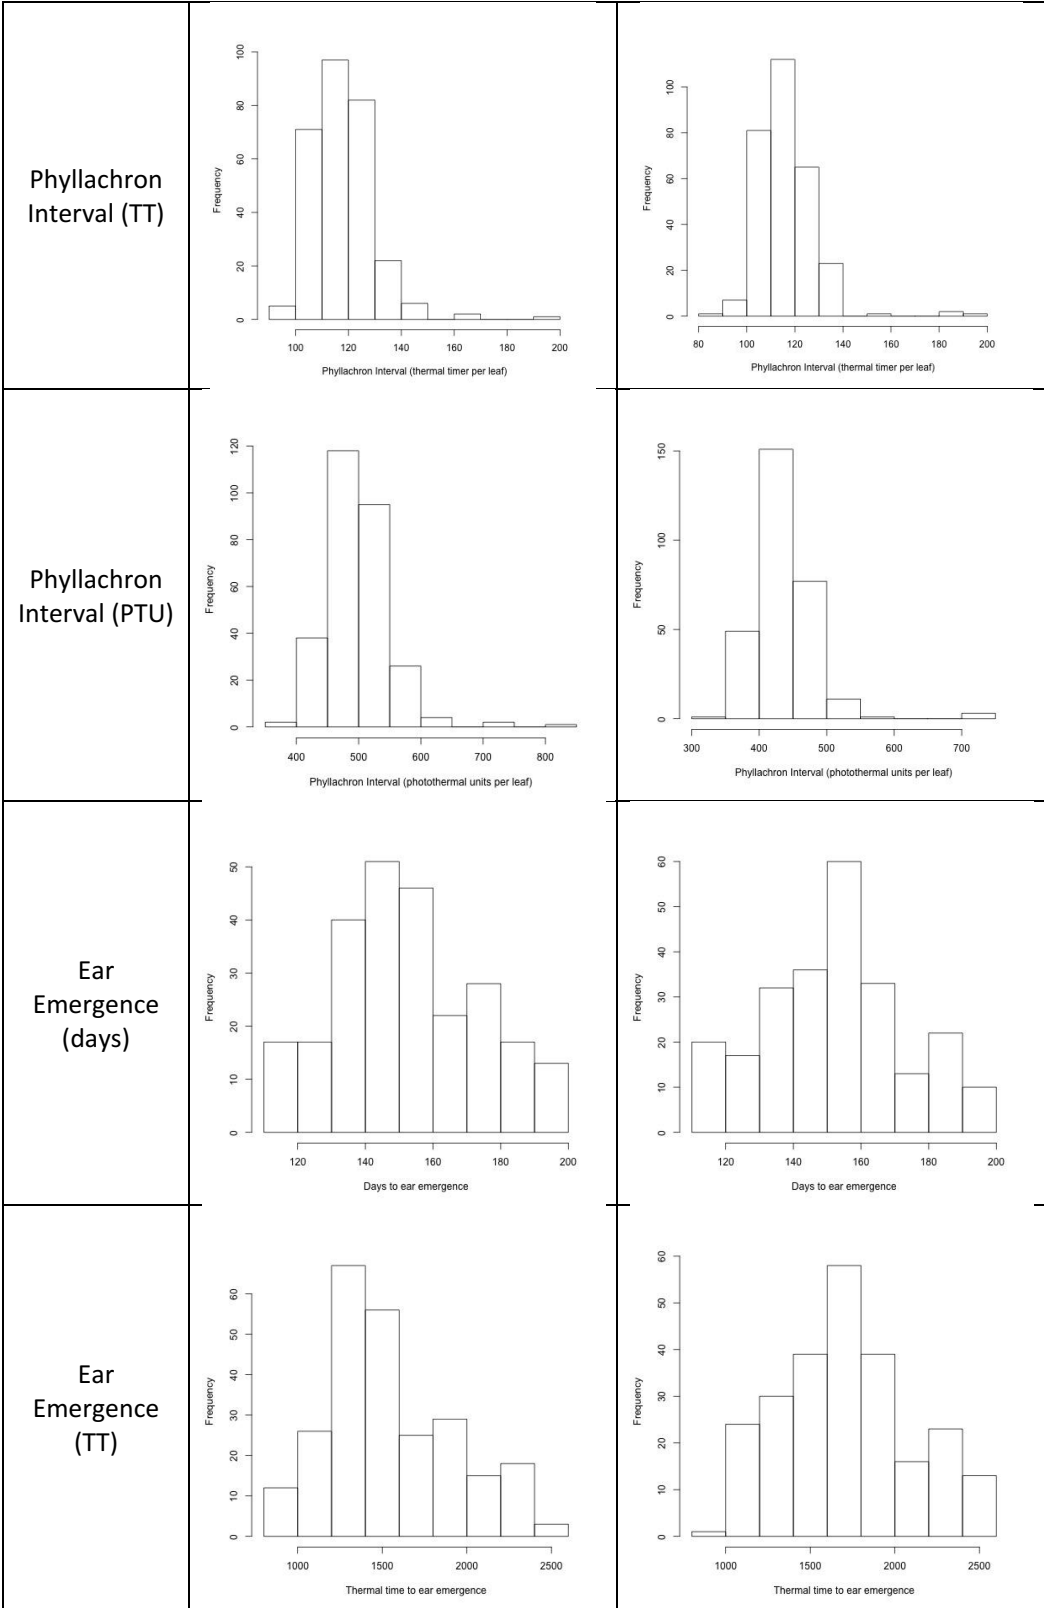 Phyllachron
Interval (TT)
Frequency
0 20 40 60 80 100
100 120 140 160 180 200
Phyllachron Interval (thermal timer per leaf)
Frequency
0 20 40 60 80 100
80 100 120 140 160 180 200
Phyllachron Interval (thermal timer per leaf)
Phyllachron
Interval (PTU)
Frequency
0 20 40 60 80 100 120
400 500 600 700 800
Phyllachron Interval (photothermal units per leaf)
Frequency
0 50 100 150
300 400 500 600 700
Phyllachron Interval (photothermal units per leaf)
Ear
Emergence
(days)
Frequency
0 10 20 30 40 50
120 140 160 180 200
Days to ear emergence
Frequency
0 10 20 30 40 50 60
120 140 160 180 200
Days to ear emergence
Ear
Emergence
(TT)
Frequency
0 10 20 30 40 50 60
1000 1500 2000 2500
Thermal time to ear emergence
Frequency
0 10 20 30 40 50 60
1000 1500 2000 2500
Thermal time to ear emergence